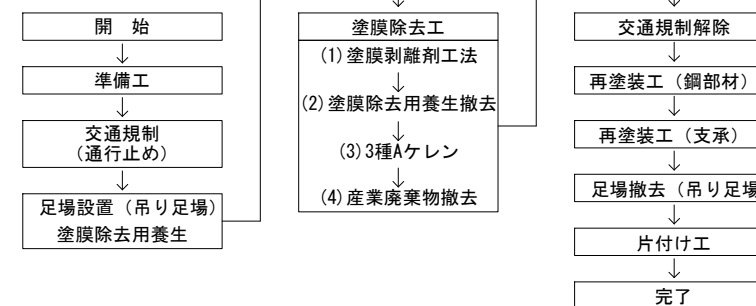 開　始
準備工
交通規制
（通行止め）
足場設置（吊り足場）
塗膜除去用養生
塗膜除去工
(1)塗膜剥離剤工法
(2)塗膜除去用養生撤去
(3)3種Aケレン
(4)産業廃棄物撤去
交通規制解除
再塗装工（鋼部材）
再塗装工（支承）
足場撤去（吊り足場
片付け工
完了